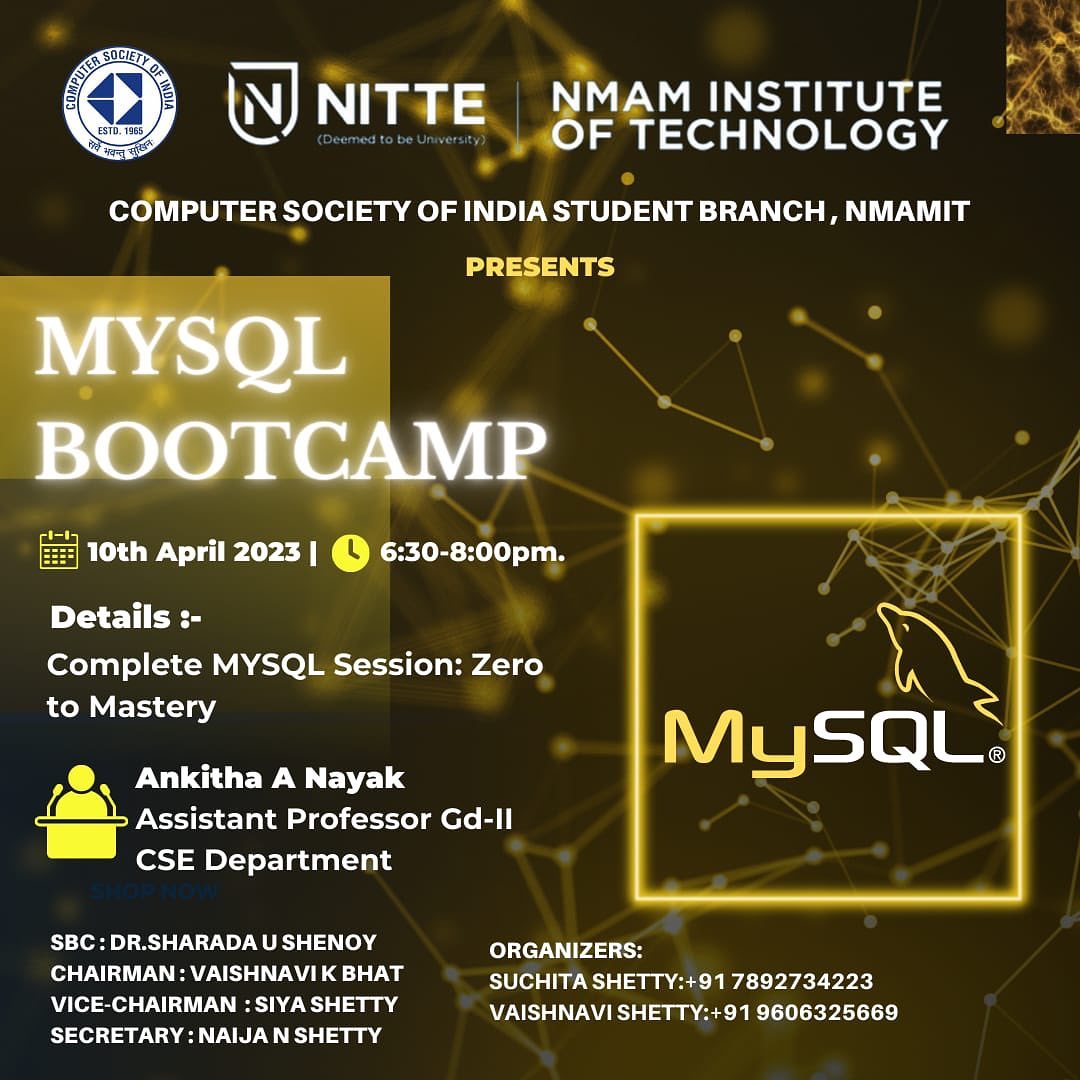 COMPUTER SOCIETY OF INDIA
ESTD. 1965
सर्वे भवन्तु सुखिन
N NITTE
(Deemed to be University)
NMAM INSTITUTE
OF TECHNOLOGY
COMPUTER SOCIETY OF INDIA STUDENT BRANCH , NMAMIT
PRESENTS
MYSQL
BOOTCAMP
10th April 2023 | 6:30-8:00pm.
Details :-
Complete MYSQL Session: Zero
to Mastery
MySQL®
Ankitha A Nayak
Assistant Professor Gd-II
CSE Department
SHOP NOW
SBC : DR.SHARADA U SHENOY
CHAIRMAN : VAISHNAVI K BHAT
VICE-CHAIRMAN : SIYA SHETTY
SECRETARY : NAIJA N SHETTY
ORGANIZERS:
SUCHITA SHETTY:+91 7892734223
VAISHNAVI SHETTY:+91 9606325669